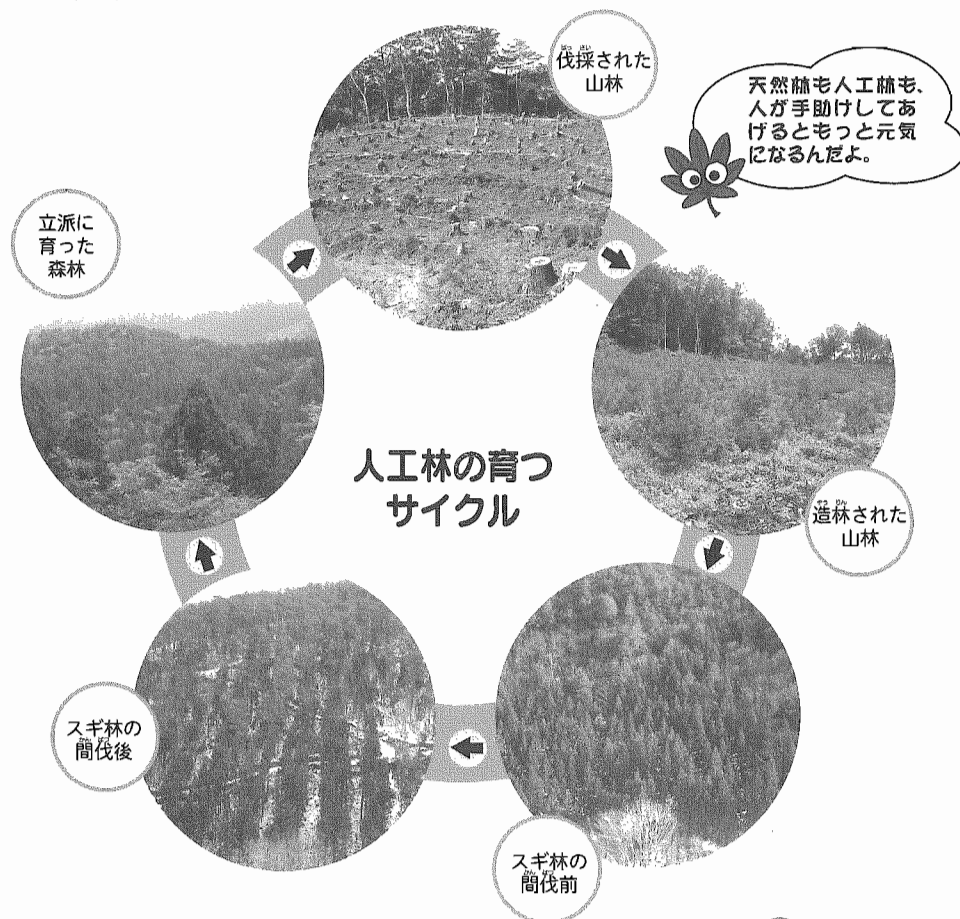 伐採された
山林
天然林も人工林も、
人が手助けしてあ
げるともっと元気
になるんだよ。
立派に
育った
森林
人工林の育つ
サイクル
造林された
山林
スギ林の
間伐後
スギ林の
間伐前